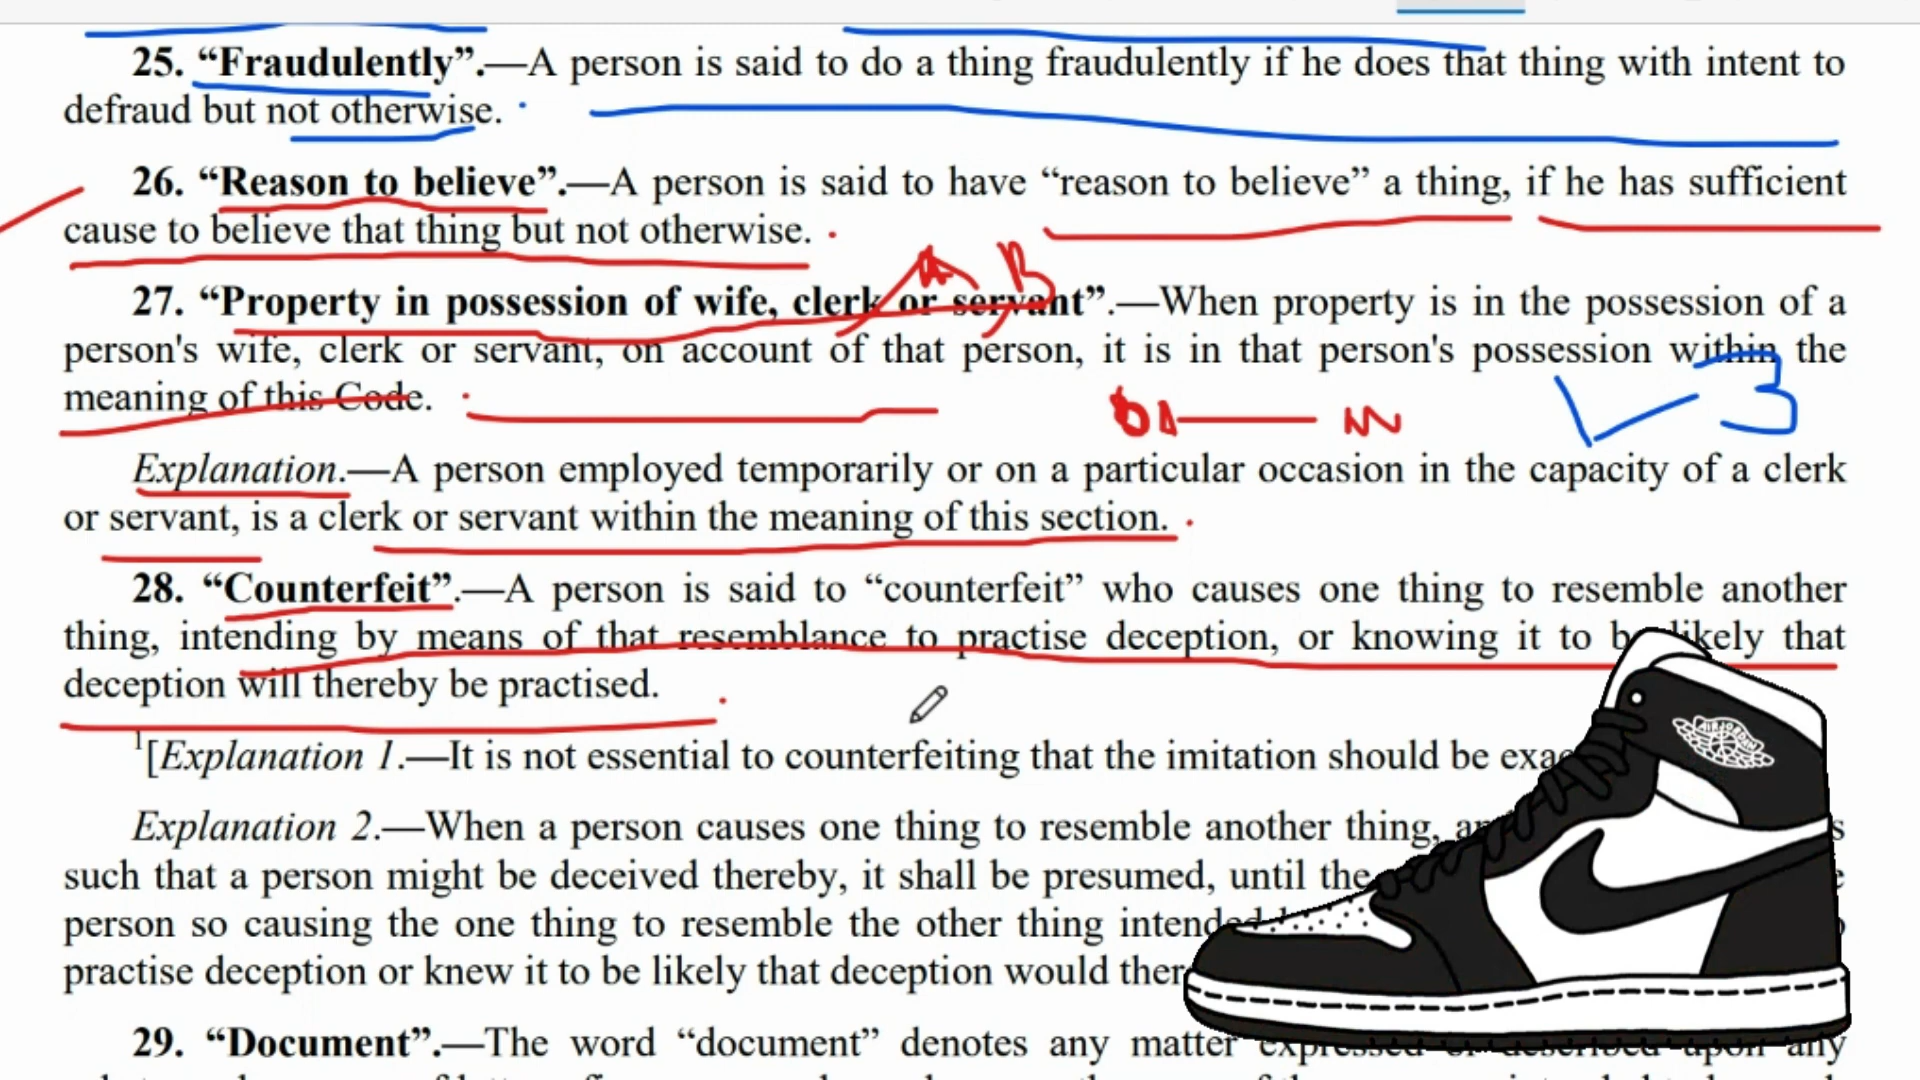 25. “Fraudulently”.—A person is said to do a thing fraudulently if he does that thing with intent to
defraud but not otherwise.
26. “Reason to believe”.—A person is said to have “reason to believe” a thing, if he has sufficient
cause to believe that thing but not otherwise.
A B
27. “Property in possession of wife, clerk or servant”.—When property is in the possession of a
person's wife, clerk or servant, on account of that person, it is in that person's possession within the
meaning of this Code.
3
Explanation.—A person employed temporarily or on a particular occasion in the capacity of a clerk
or servant, is a clerk or servant within the meaning of this section.
28. “Counterfeit”.—A person is said to “counterfeit” who causes one thing to resemble another
thing, intending by means of that resemblance to practise deception, or knowing it to be likely that
deception will thereby be practised.
1[Explanation 1.—It is not essential to counterfeiting that the imitation should be
AIR JORDAN
Explanation 2.—When a person causes one thing to resemble another thing,
such that a person might be deceived thereby, it shall be presumed, until the
person so causing the one thing to resemble the other thing
practise deception or knew it to be likely that deception would
29. “Document”.—The word “document” denotes any matter expressed or described upon any